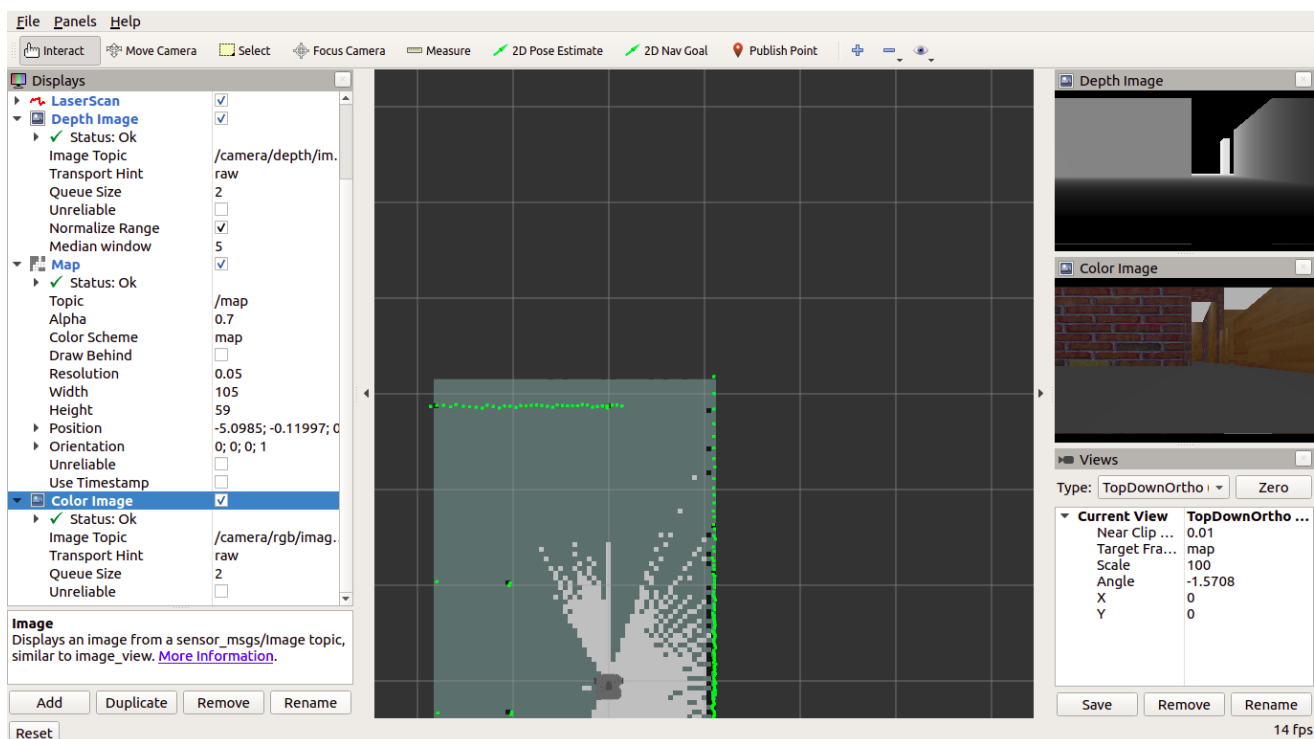 File Panels Help
Interact Move Camera Select Focus Camera Measure 2D Pose Estimate 2D Nav Goal Publish Point
Displays
LaserScan
Depth Image
Status: Ok
Image Topic /camera/depth/im.
Transport Hint raw
Queue Size 2
Unreliable
Normalize Range
Median window 5
Map
Status: Ok
Topic /map
Alpha 0.7
Color Scheme map
Draw Behind
Resolution 0.05
Width 105
Height 59
Position -5.0985; -0.11997; 0
Orientation 0; 0; 0; 1
Unreliable
Use Timestamp
Color Image
Status: Ok
Image Topic /camera/rgb/imag.
Transport Hint raw
Queue Size 2
Unreliable
Image
Displays an image from a sensor_msgs/Image topic,
similar to image_view. More Information.
Add Duplicate Remove Rename
Reset
Depth Image
Color Image
Views
Type: TopDownOrtho ( Zero
Current View TopDownOrtho ...
Near Clip ... 0.01
Target Fra... map
Scale 100
Angle -1.5708
X 0
Y 0
Save Remove Rename
14 fps